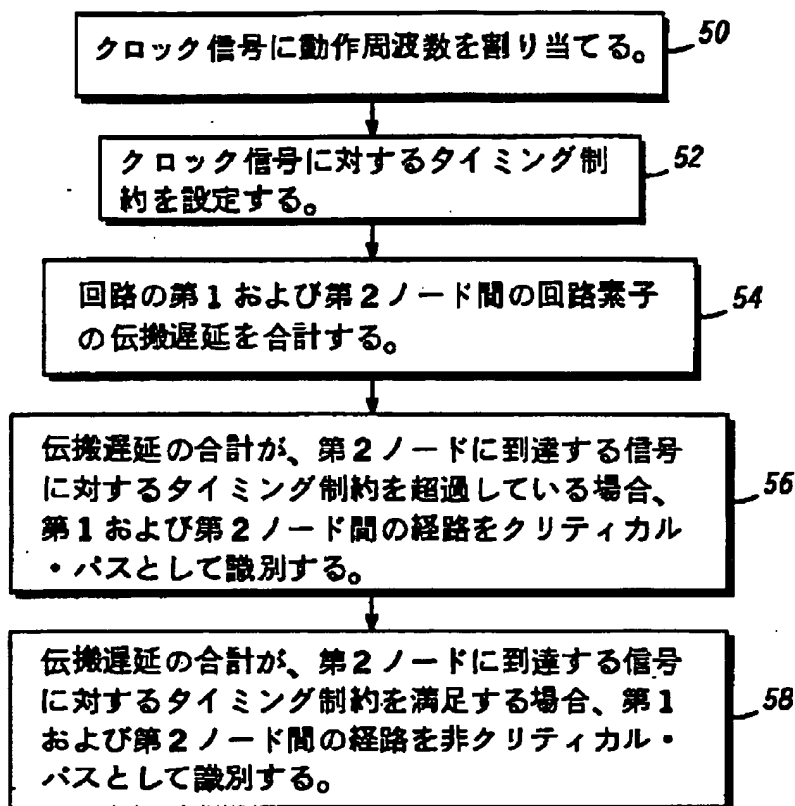 クロック信号に動作周波数を割り当てる。
50
クロック信号に対するタイミング制
約を設定する。
52
回路の第1および第2ノード間の回路素子
の伝搬遅延を合計する。
54
伝搬遅延の合計が、第2ノードに到達する信号
に対するタイミング制約を超過している場合、
第1および第2ノード間の経路をクリティカル
・パスとして識別する。
56
伝搬遅延の合計が、第2ノードに到達する信号
に対するタイミング制約を満足する場合、第1
および第2ノード間の経路を非クリティカル・
パスとして識別する。
58